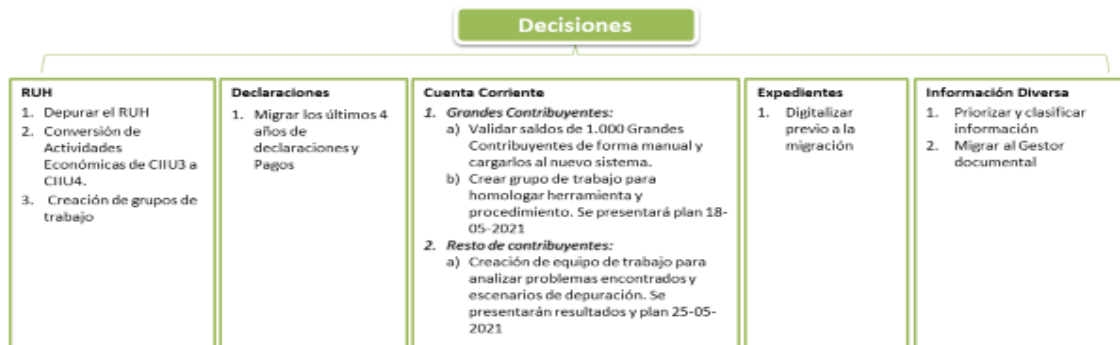 Decisiones
RUH
1. Depurar el RUH
2. Conversión de
Actividades
Económicas de CIIU3 a
CIIU4.
3. Creación de grupos de
trabajo
Declaraciones
1. Migrar los últimos 4
años de
declaraciones y
Pagos
Cuenta Corriente
1. Grandes Contribuyentes:
a) Validar saldos de 1.000 Grandes
Contribuyentes de forma manual y
cargarlos al nuevo sistema.
b) Crear grupo de trabajo para
homologar herramienta y
procedimiento. Se presentará plan 18-
05-2021
2. Resto de contribuyentes:
a) Creación de equipo de trabajo para
analizar problemas encontrados y
escenarios de depuración. Se
presentarán resultados y plan 25-05-
2021
Expedientes
1. Digitalizar
previo a la
migración
Información Diversa
1. Priorizar y clasificar
información
2. Migrar al Gestor
documental